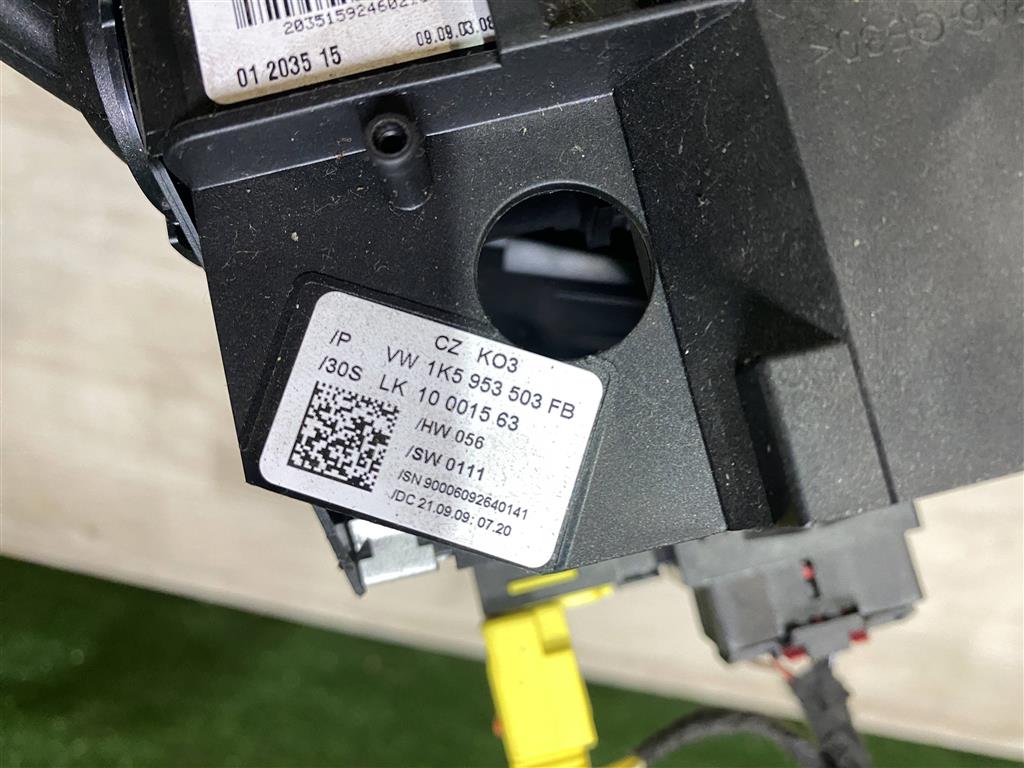 01 2035 15
09.09.03.08
CZ KO3
/P VW 1K5 953 503 FB
/30S LK 10 0015 63
/HW 056
/SW 0111
/SN 90006092640141
/DC 21.09.09: 07.20